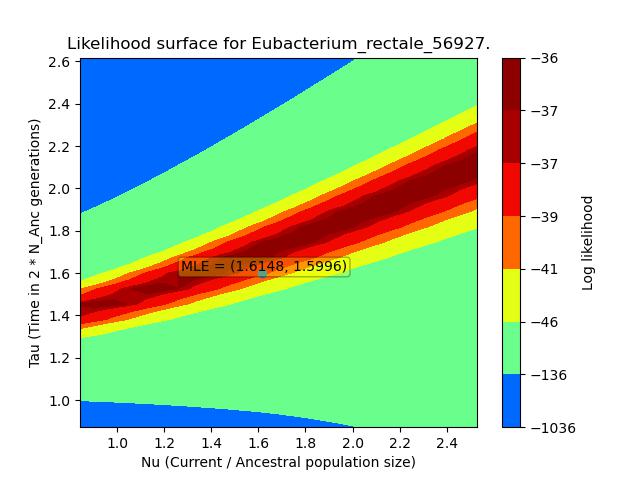 Likelihood surface for Eubacterium_rectale_56927.
Tau (Time in 2 * N_Anc generations)
2.6
2.4
2.2
2.0
1.8
1.6
1.4
1.2
1.0
MLE = (1.6148, 1.5996)
1.0 1.2 1.4 1.6 1.8 2.0 2.2 2.4
Nu (Current / Ancestral population size)
−36
−37
−37
−39
−41
−46
−136
−1036
Log likelihood